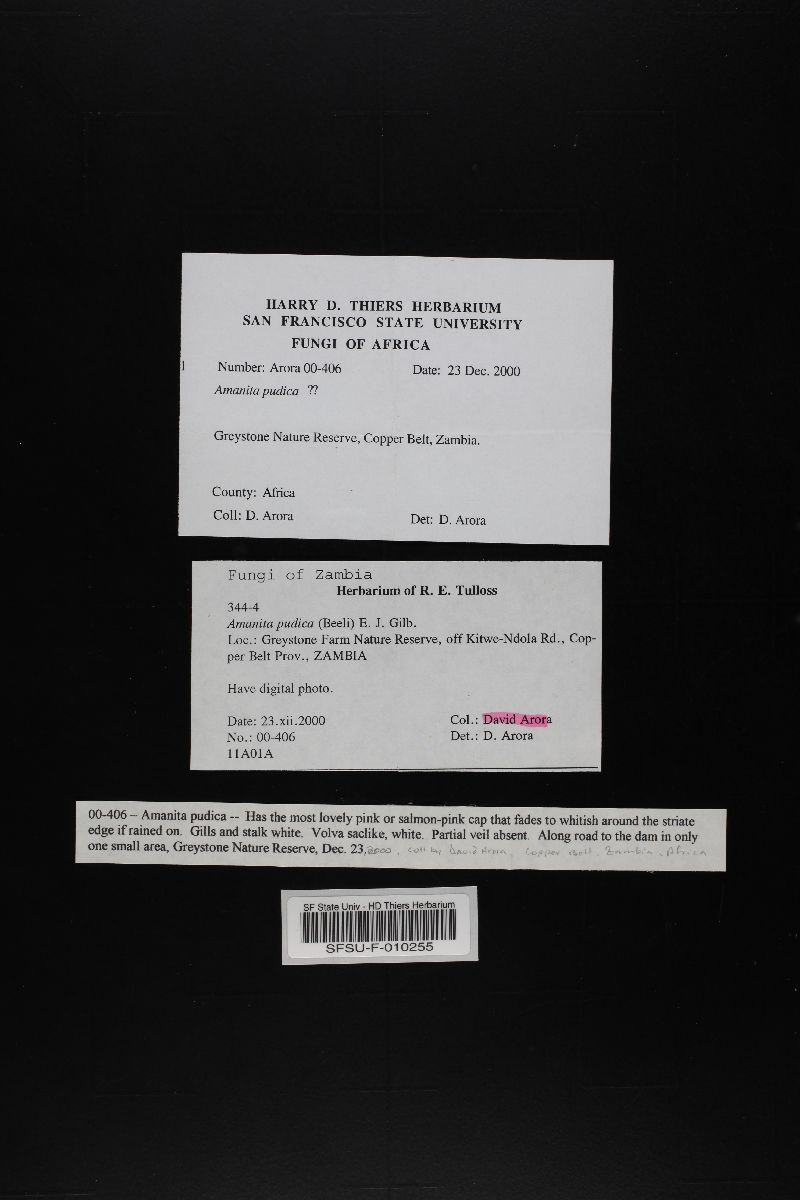 HARRY D. THIERS HERBARIUM
SAN FRANCISCO STATE UNIVERSITY
FUNGI OF AFRICA
Number: Arora 00-406 Date: 23 Dec. 2000
Amanita pudica ??
Greystone Nature Reserve, Copper Belt, Zambia.
County: Africa
Coll: D. Arora Det: D. Arora
Fungi of Zambia
Herbarium of R. E. Tulloss
344-4
Amanita pudica (Beeli) E. J. Gilb.
Loc.: Greystone Farm Nature Reserve, off Kitwe-Ndola Rd., Cop-
per Belt Prov., ZAMBIA
Have digital photo.
Date: 23.xii.2000 Col.: David Arora
No.: 00-406 Det.: D. Arora
11A01A
00-406 – Amanita pudica -- Has the most lovely pink or salmon-pink cap that fades to whitish around the striate
edge if rained on. Gills and stalk white. Volva saclike, white. Partial veil absent. Along road to the dam in only
one small area, Greystone Nature Reserve, Dec. 23, 2000, coll by David Arora, Copper Belt, Zambia, Africa
SF State Univ - HD Thiers Herbarium
SFSU-F-010255